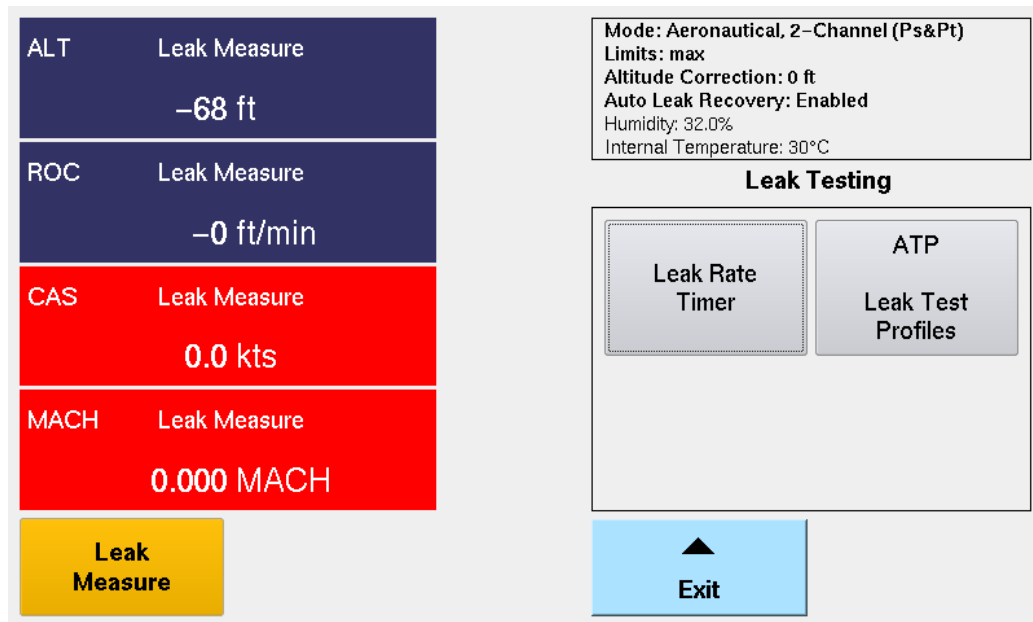 ALT Leak Measure
–68 ft
ROC Leak Measure
–0 ft/min
CAS Leak Measure
0.0 kts
MACH Leak Measure
0.000 MACH
Leak
Measure
Mode: Aeronautical, 2–Channel (Ps&Pt)
Limits: max
Altitude Correction: 0 ft
Auto Leak Recovery: Enabled
Humidity: 32.0%
Internal Temperature: 30°C
Leak Testing
Leak Rate
Timer
ATP
Leak Test
Profiles
Exit